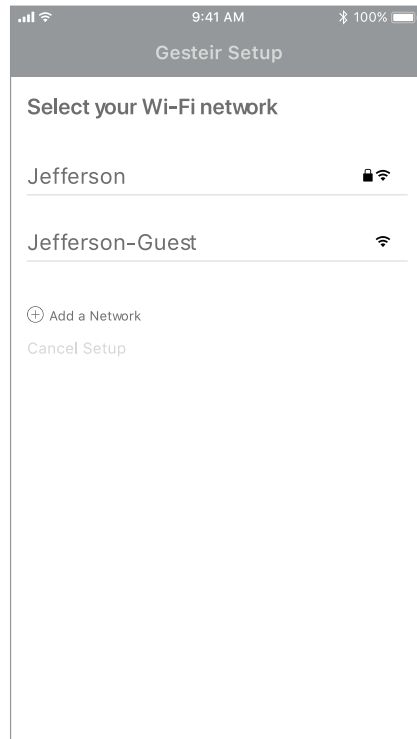 9:41 AM 100%
Gesteir Setup
Select your Wi-Fi network
Jefferson
Jefferson-Guest
Add a Network
Cancel Setup